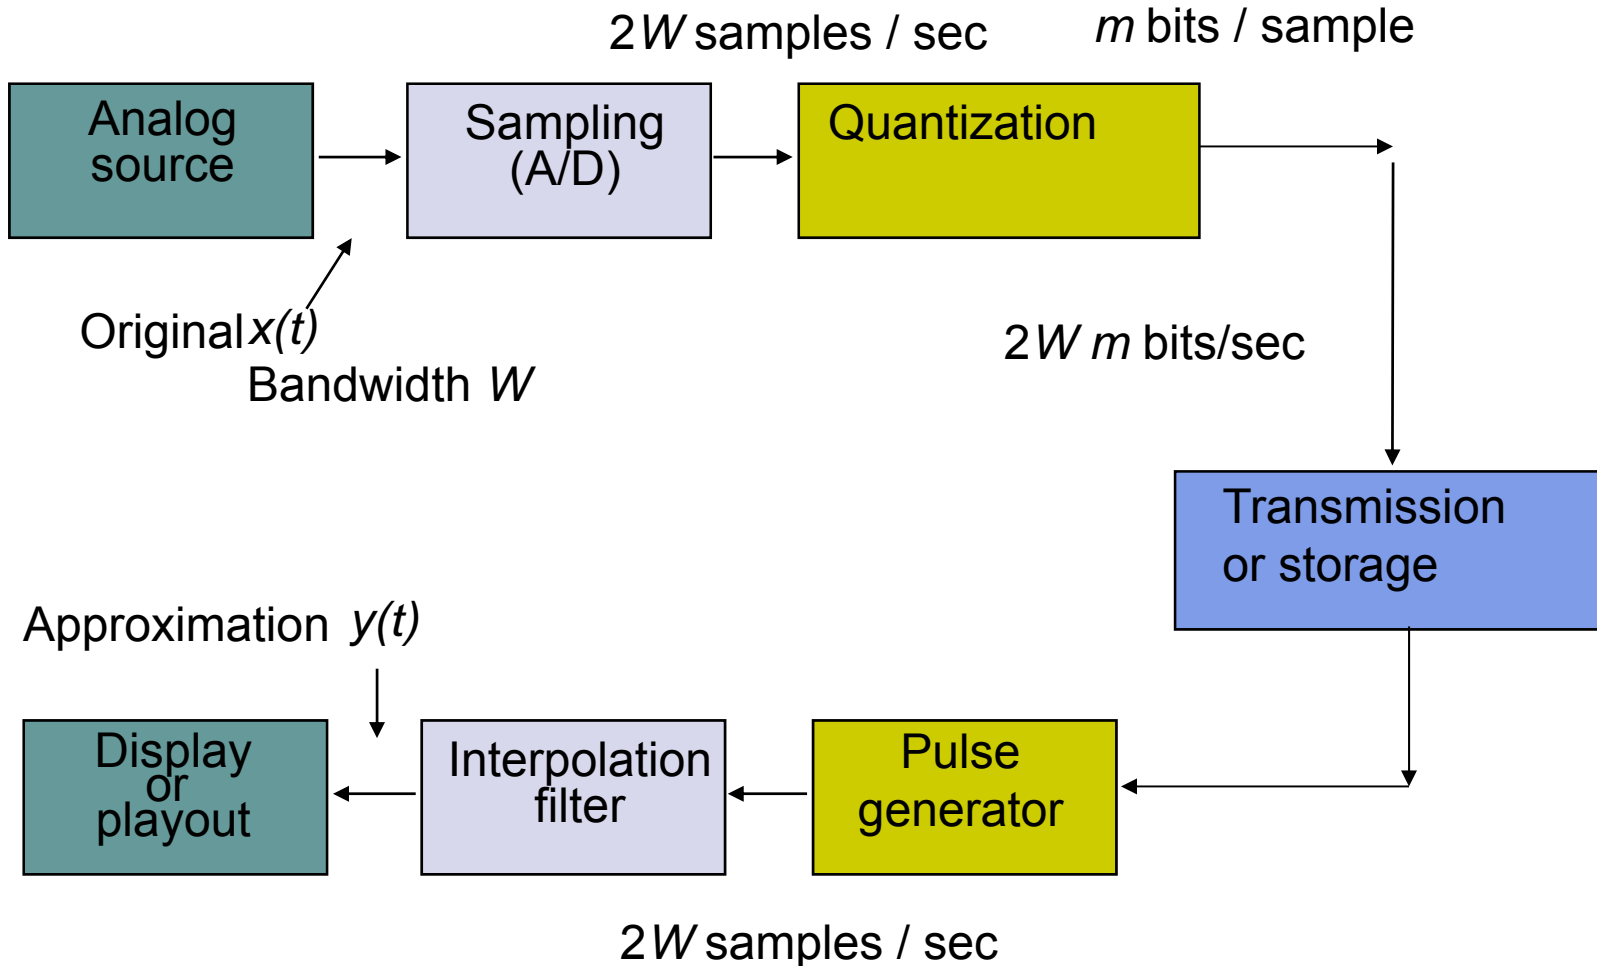 2W samples / sec
m bits / sample
Analog
source
Sampling
(A/D)
Quantization
Original x(t)
Bandwidth W
2W m bits/sec
Transmission
or storage
Approximation y(t)
Display
or
playout
Interpolation
filter
Pulse
generator
2W samples / sec